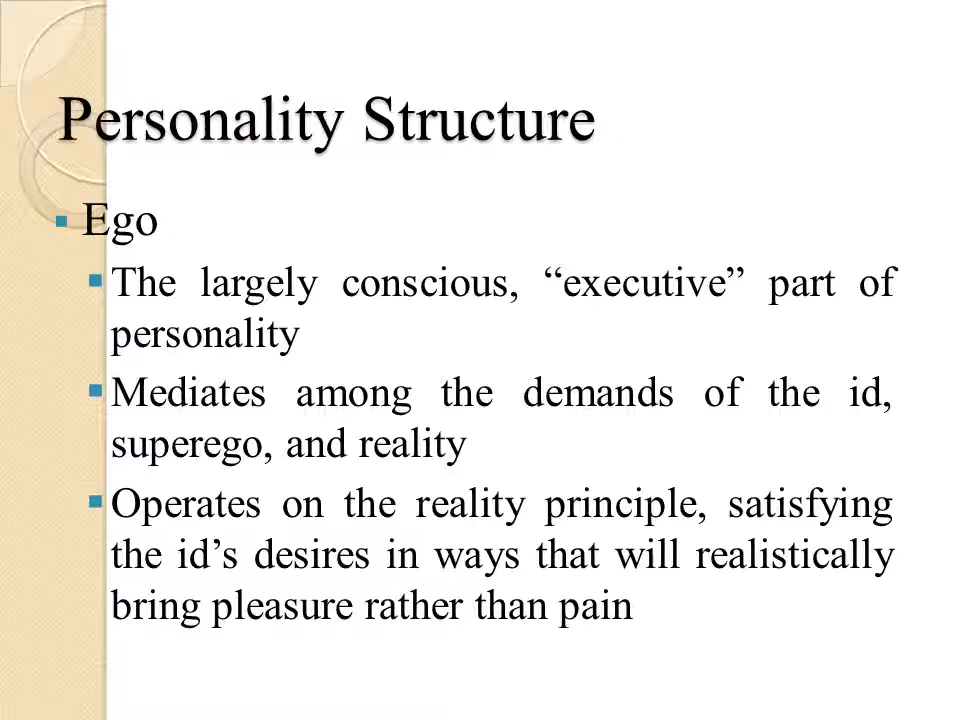 Personality Structure
Ego
The largely conscious, “executive” part of
personality
Mediates among the demands of the id,
superego, and reality
Operates on the reality principle, satisfying
the id’s desires in ways that will realistically
bring pleasure rather than pain